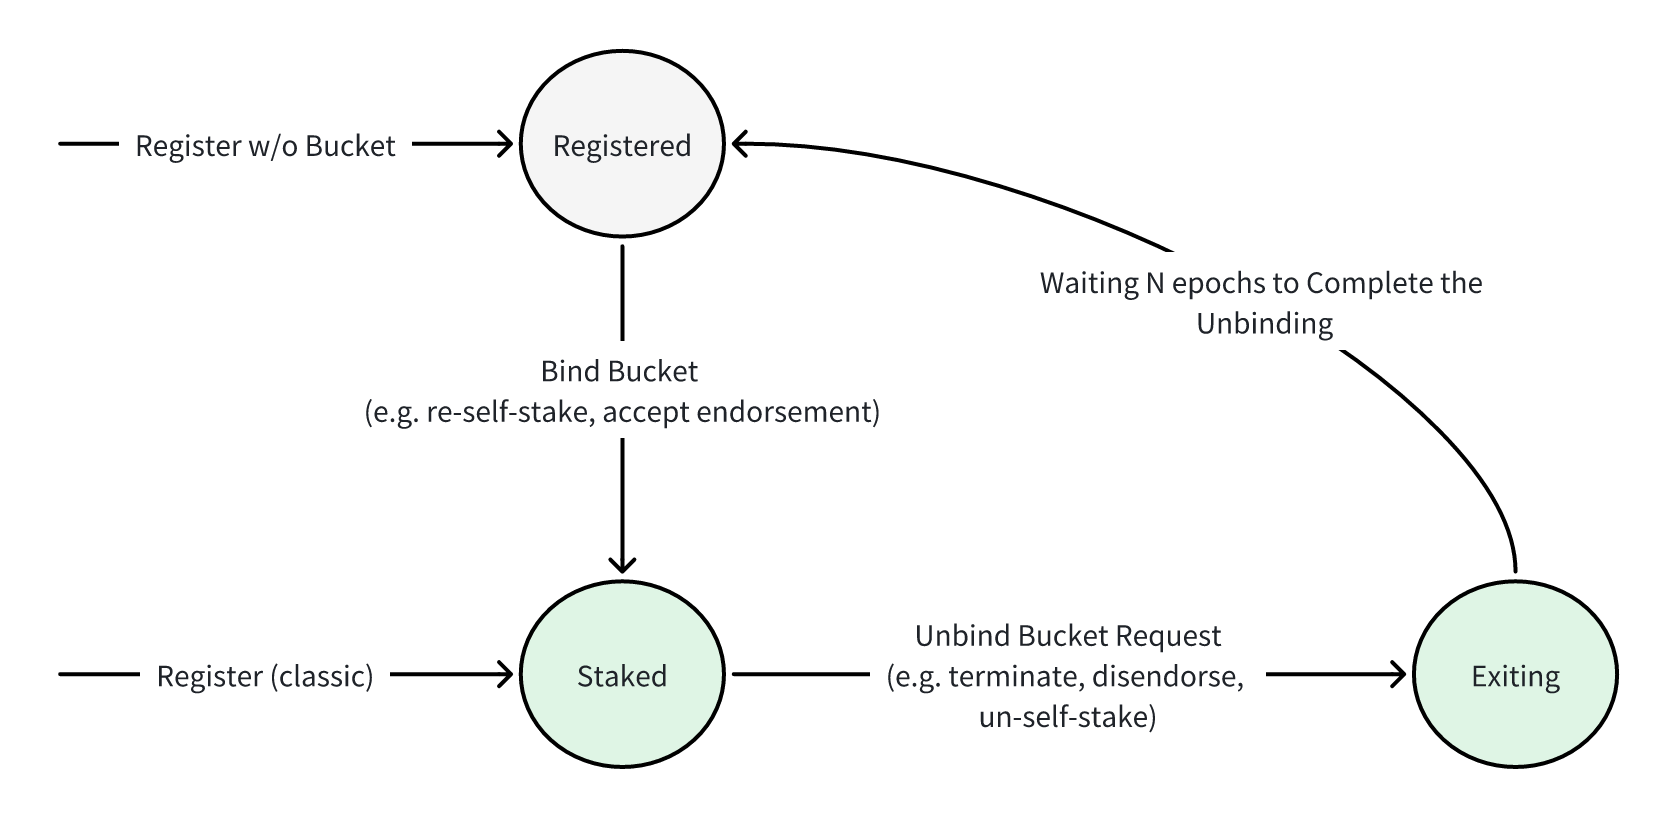 Register w/o Bucket
Registered
Waiting N epochs to Complete the
Unbinding
Bind Bucket
(e.g. re-self-stake, accept endorsement)
Register (classic)
Staked
Unbind Bucket Request
(e.g. terminate, disendorse,
un-self-stake)
Exiting